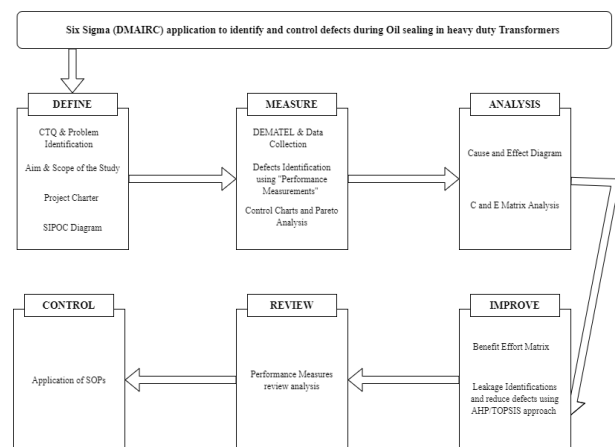 Six Sigma (DMAIRC) application to identify and control defects during Oil sealing in heavy duty Transformers
DEFINE
CTQ & Problem
Identification
Aim & Scope of the Study
Project Charter
SIPOC Diagram
MEASURE
DEMATEL & Data
Collection
Defects Identification
using "Performance
Measurements"
Control Charts and Pareto
Analysis
ANALYSIS
Cause and Effect Diagram
C and E Matrix Analysis
IMPROVE
Benefit Effort Matrix
Leakage Identifications
and reduce defects using
AHP/TOPSIS approach
REVIEW
Performance Measures
review analysis
CONTROL
Application of SOPs